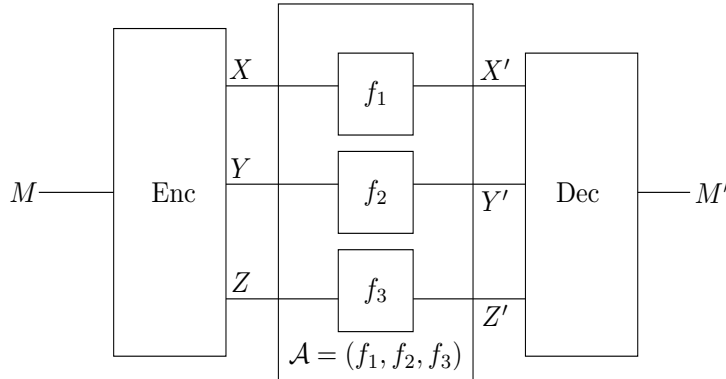 X
f₁
X′
Y
M
Enc
f₂
Y′
Dec
M′
Z
f₃
Z′
𝒜 = (f₁, f₂, f₃)